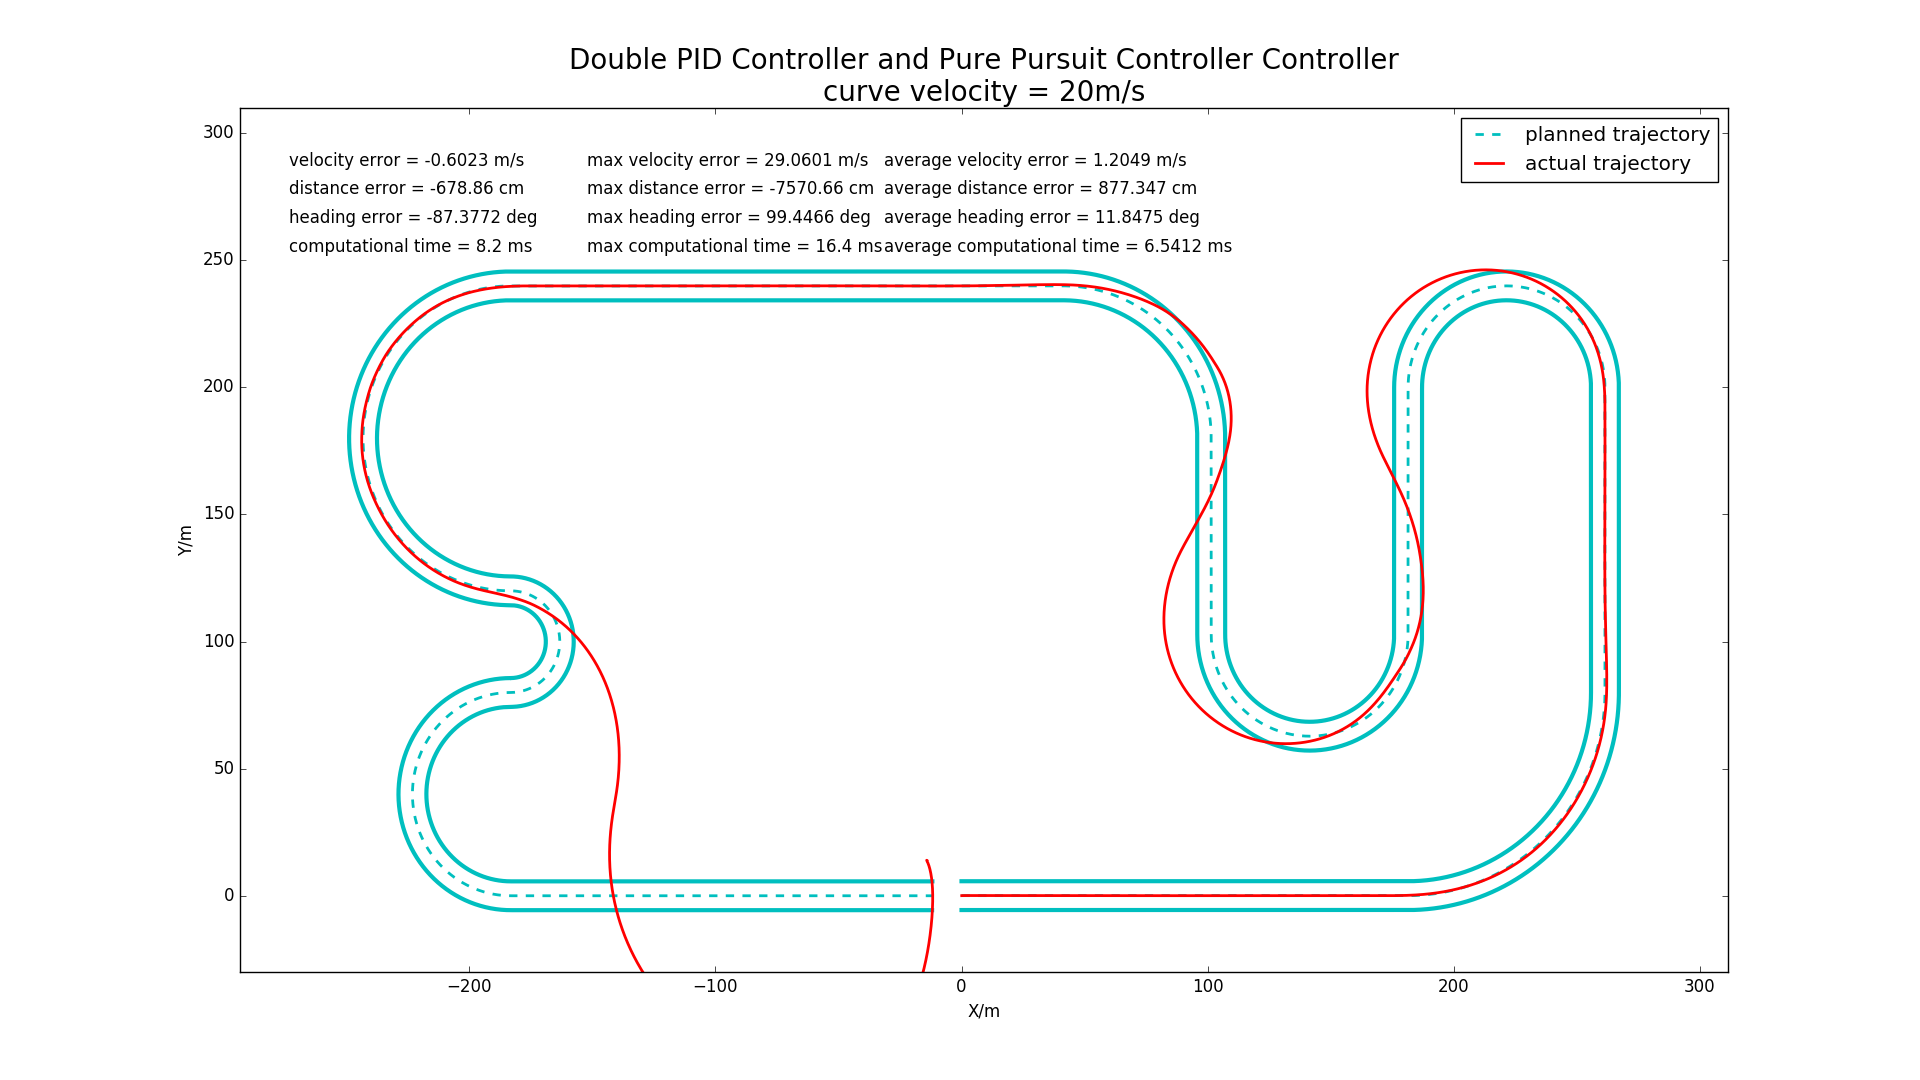 Double PID Controller and Pure Pursuit Controller Controller
curve velocity = 20m/s
planned trajectory
actual trajectory
velocity error = -0.6023 m/s
max velocity error = 29.0601 m/s
average velocity error = 1.2049 m/s
distance error = -678.86 cm
max distance error = -7570.66 cm
average distance error = 877.347 cm
heading error = -87.3772 deg
max heading error = 99.4466 deg
average heading error = 11.8475 deg
computational time = 8.2 ms
max computational time = 16.4 ms
average computational time = 6.5412 ms
300
250
200
150
100
50
0
Y/m
−200
−100
0
100
200
300
X/m